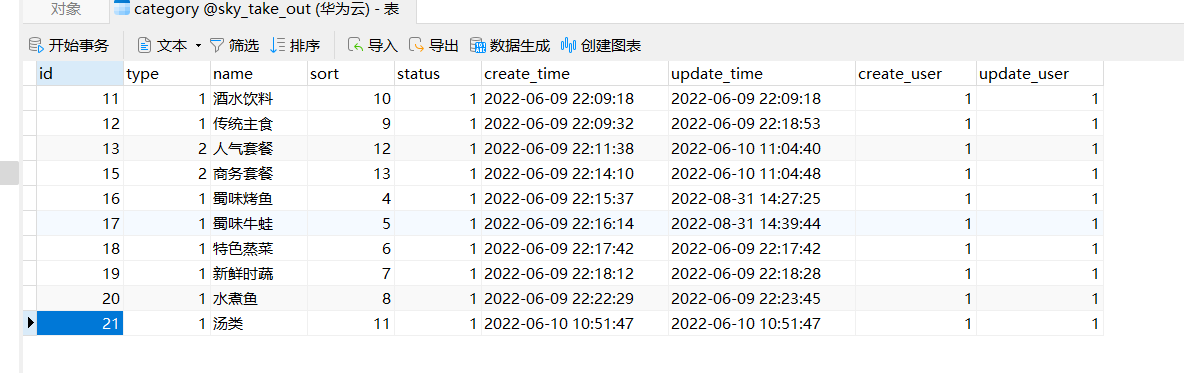 对象 category @sky_take_out (华为云) - 表
开始事务 文本 筛选 排序 导入 导出 数据生成 创建图表
id type name sort status create_time update_time create_user update_user
11 1 酒水饮料 10 1 2022-06-09 22:09:18 2022-06-09 22:09:18 1 1
12 1 传统主食 9 1 2022-06-09 22:09:32 2022-06-09 22:18:53 1 1
13 2 人气套餐 12 1 2022-06-09 22:11:38 2022-06-10 11:04:40 1 1
15 2 商务套餐 13 1 2022-06-09 22:14:10 2022-06-10 11:04:48 1 1
16 1 蜀味烤鱼 4 1 2022-06-09 22:15:37 2022-08-31 14:27:25 1 1
17 1 蜀味牛蛙 5 1 2022-06-09 22:16:14 2022-08-31 14:39:44 1 1
18 1 特色蒸菜 6 1 2022-06-09 22:17:42 2022-06-09 22:17:42 1 1
19 1 新鲜时蔬 7 1 2022-06-09 22:18:12 2022-06-09 22:18:28 1 1
20 1 水煮鱼 8 1 2022-06-09 22:22:29 2022-06-09 22:23:45 1 1
21 1 汤类 11 1 2022-06-10 10:51:47 2022-06-10 10:51:47 1 1